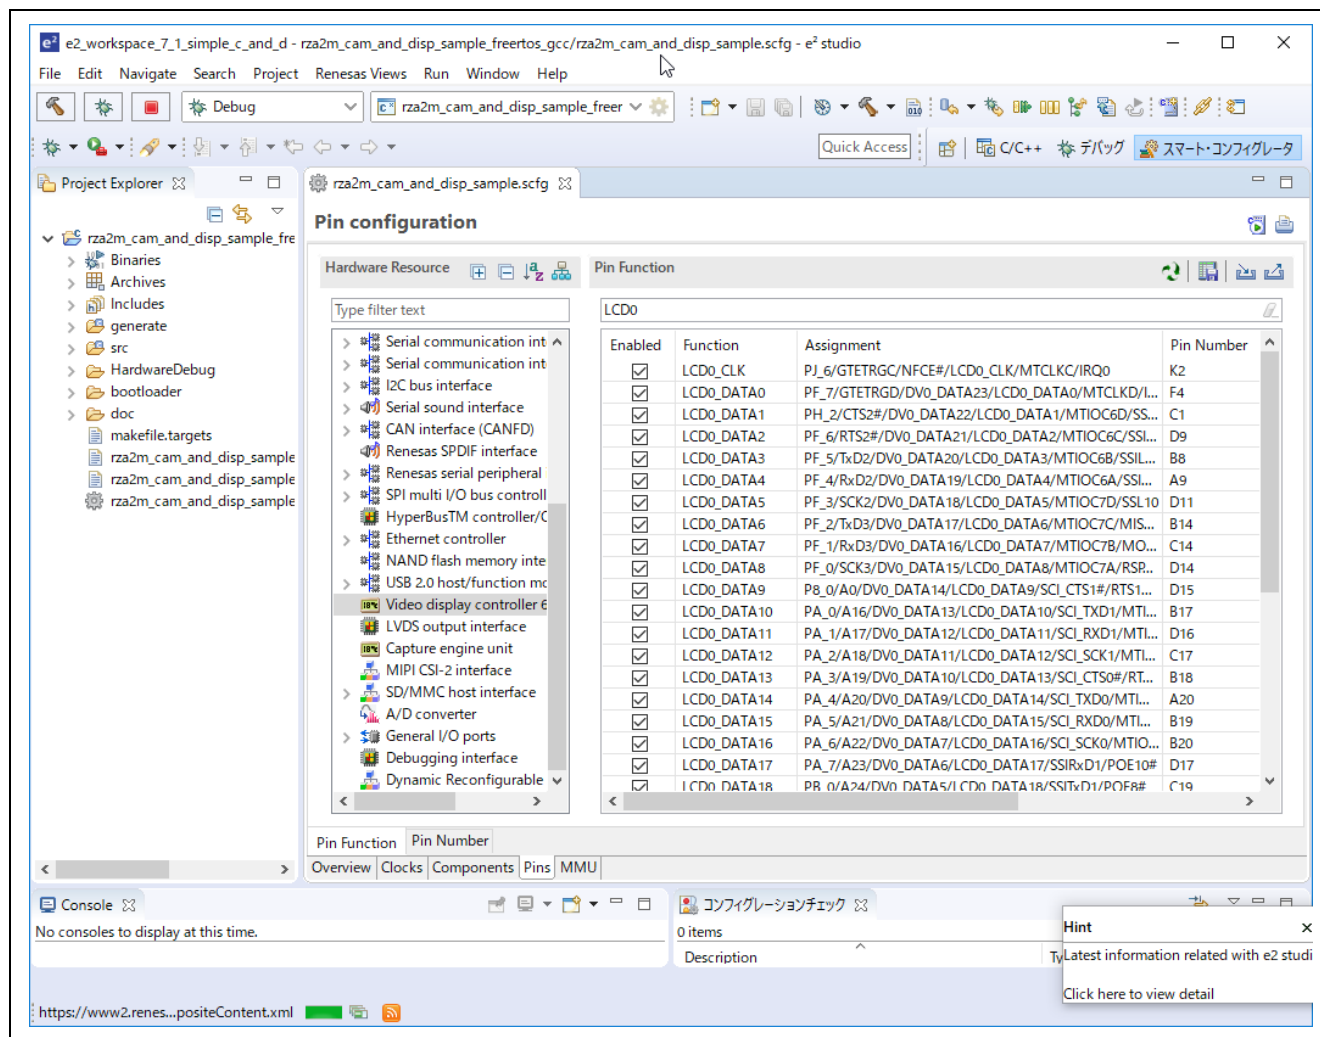 e2_workspace_7_1_simple_c_and_d - rza2m_cam_and_disp_sample_freertos_gcc/rza2m_cam_and_disp_sample.scfg - e² studio
File Edit Navigate Search Project Renesas Views Run Window Help
Debug
rza2m_cam_and_disp_sample_freer
Quick Access
C/C++
デバッグ
スマート・コンフィグレータ
Project Explorer
rza2m_cam_and_disp_sample_fre
Binaries
Archives
Includes
generate
src
HardwareDebug
bootloader
doc
makefile.targets
rza2m_cam_and_disp_sample
rza2m_cam_and_disp_sample
rza2m_cam_and_disp_sample
rza2m_cam_and_disp_sample.scfg
Pin configuration
Hardware Resource
Type filter text
Serial communication int
Serial communication int
I2C bus interface
Serial sound interface
CAN interface (CANFD)
Renesas SPDIF interface
Renesas serial peripheral
SPI multi I/O bus controll
HyperBusTM controller/C
Ethernet controller
NAND flash memory inte
USB 2.0 host/function mc
Video display controller 6
LVDS output interface
Capture engine unit
MIPI CSI-2 interface
SD/MMC host interface
A/D converter
General I/O ports
Debugging interface
Dynamic Reconfigurable
Pin Function
LCD0
Enabled Function Assignment Pin Number
LCD0_CLK PJ_6/GTETRGC/NFCE#/LCD0_CLK/MTCLKC/IRQ0 K2
LCD0_DATA0 PF_7/GTETRGD/DV0_DATA23/LCD0_DATA0/MTCLKD/I... F4
LCD0_DATA1 PH_2/CTS2#/DV0_DATA22/LCD0_DATA1/MTIOC6D/SS... C1
LCD0_DATA2 PF_6/RTS2#/DV0_DATA21/LCD0_DATA2/MTIOC6C/SSI... D9
LCD0_DATA3 PF_5/TxD2/DV0_DATA20/LCD0_DATA3/MTIOC6B/SSIL... B8
LCD0_DATA4 PF_4/RxD2/DV0_DATA19/LCD0_DATA4/MTIOC6A/SSI... A9
LCD0_DATA5 PF_3/SCK2/DV0_DATA18/LCD0_DATA5/MTIOC7D/SSL10 D11
LCD0_DATA6 PF_2/TxD3/DV0_DATA17/LCD0_DATA6/MTIOC7C/MIS... B14
LCD0_DATA7 PF_1/RxD3/DV0_DATA16/LCD0_DATA7/MTIOC7B/MO... C14
LCD0_DATA8 PF_0/SCK3/DV0_DATA15/LCD0_DATA8/MTIOC7A/RSP... D14
LCD0_DATA9 P8_0/A0/DV0_DATA14/LCD0_DATA9/SCI_CTS1#/RTS1... D15
LCD0_DATA10 PA_0/A16/DV0_DATA13/LCD0_DATA10/SCI_TXD1/MTI... B17
LCD0_DATA11 PA_1/A17/DV0_DATA12/LCD0_DATA11/SCI_RXD1/MTI... D16
LCD0_DATA12 PA_2/A18/DV0_DATA11/LCD0_DATA12/SCI_SCK1/MTI... C17
LCD0_DATA13 PA_3/A19/DV0_DATA10/LCD0_DATA13/SCI_CTS0#/RT... B18
LCD0_DATA14 PA_4/A20/DV0_DATA9/LCD0_DATA14/SCI_TXD0/MTI... A20
LCD0_DATA15 PA_5/A21/DV0_DATA8/LCD0_DATA15/SCI_RXD0/MTI... B19
LCD0_DATA16 PA_6/A22/DV0_DATA7/LCD0_DATA16/SCI_SCK0/MTIO... B20
LCD0_DATA17 PA_7/A23/DV0_DATA6/LCD0_DATA17/SSIRxD1/POE10# D17
LCD0_DATA18 PB_0/A24/DV0_DATA5/LCD0_DATA18/SSITxD1/POE8# C19
Pin Function Pin Number
Overview Clocks Components Pins MMU
Console
No consoles to display at this time.
コンフィグレーションチェック
0 items
Description Ty
Hint
Latest information related with e2 studi
Click here to view detail
https://www2.renes...positeContent.xml